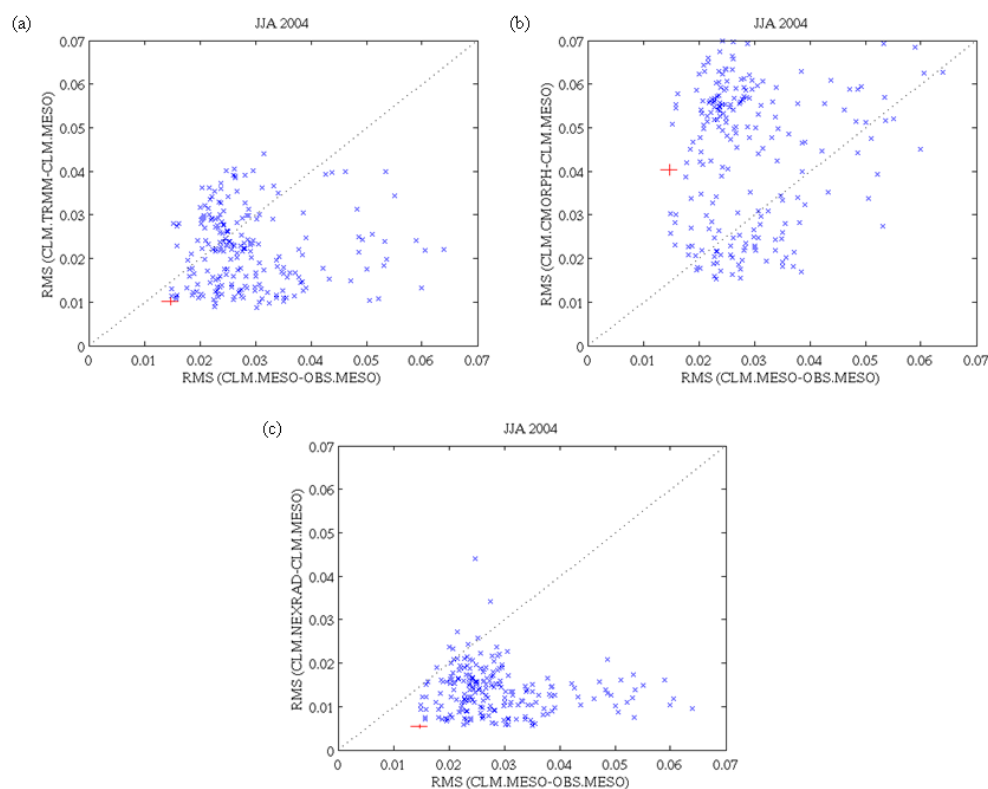 (a)
JJA 2004
0.07
0.06
0.05
0.04
0.03
0.02
0.01
0
RMS (CLM.TRMM-CLM.MESO)
0 0.01 0.02 0.03 0.04 0.05 0.06 0.07
RMS (CLM.MESO-OBS.MESO)
(b)
JJA 2004
0.07
0.06
0.05
0.04
0.03
0.02
0.01
0
RMS (CLM.CMORPH-CLM.MESO)
0 0.01 0.02 0.03 0.04 0.05 0.06 0.07
RMS (CLM.MESO-OBS.MESO)
(c)
JJA 2004
0.07
0.06
0.05
0.04
0.03
0.02
0.01
0
RMS (CLM.NEXRAD-CLM.MESO)
0 0.01 0.02 0.03 0.04 0.05 0.06 0.07
RMS (CLM.MESO-OBS.MESO)